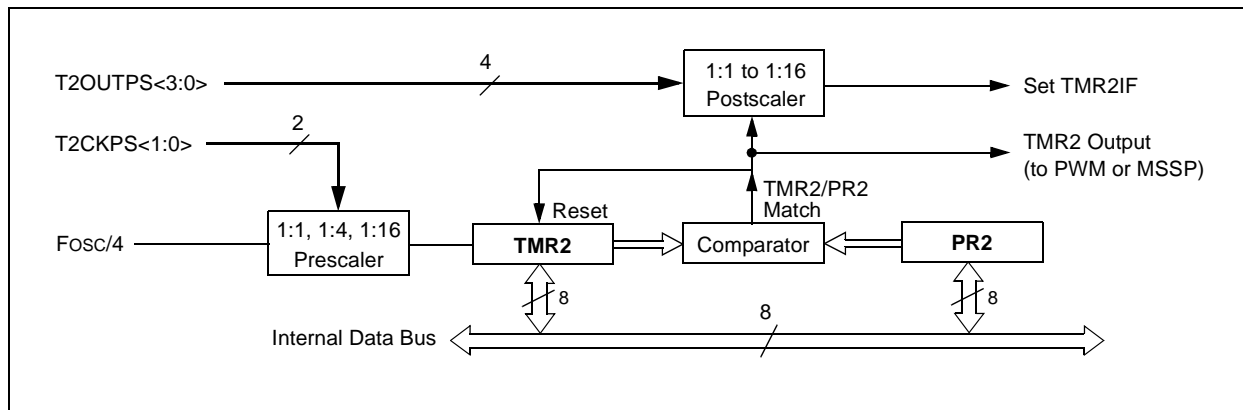 T2OUTPS<3:0>
4
1:1 to 1:16
Postscaler
Set TMR2IF
T2CKPS<1:0>
2
TMR2 Output
(to PWM or MSSP)
TMR2/PR2
Match
Reset
FOSC/4
1:1, 1:4, 1:16
Prescaler
TMR2
Comparator
PR2
8
8
8
Internal Data Bus